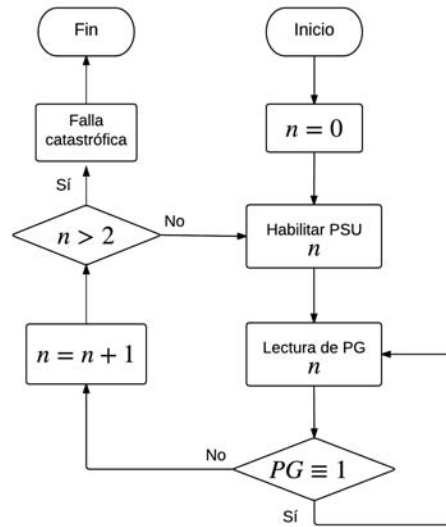 Fin
Inicio
Falla
catastrófica
n = 0
Sí
n > 2
No
Habilitar PSU
n
n = n + 1
Lectura de PG
n
No
PG ≡ 1
Sí